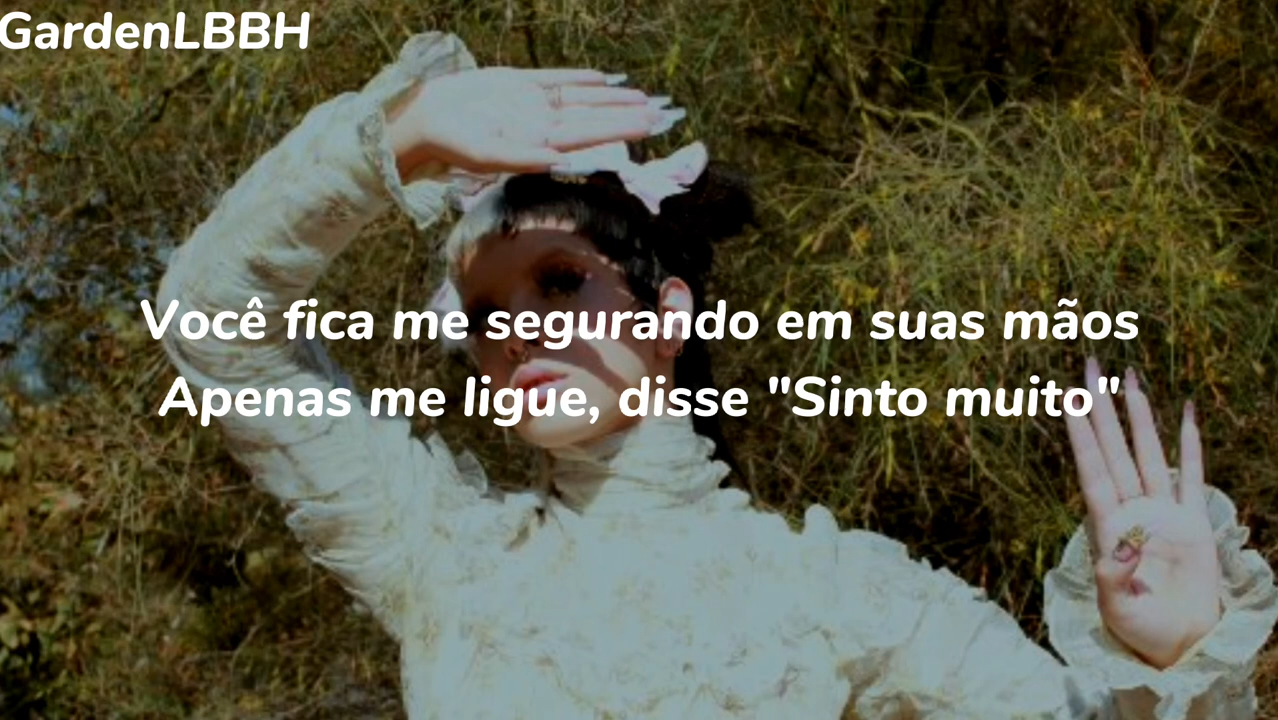 GardenLBBH
Você fica me segurando em suas mãos
Apenas me ligue, disse "Sinto muito"